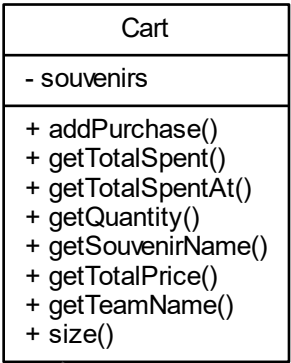 Cart
- souvenirs
+ addPurchase()
+ getTotalSpent()
+ getTotalSpentAt()
+ getQuantity()
+ getSouvenirName()
+ getTotalPrice()
+ getTeamName()
+ size()